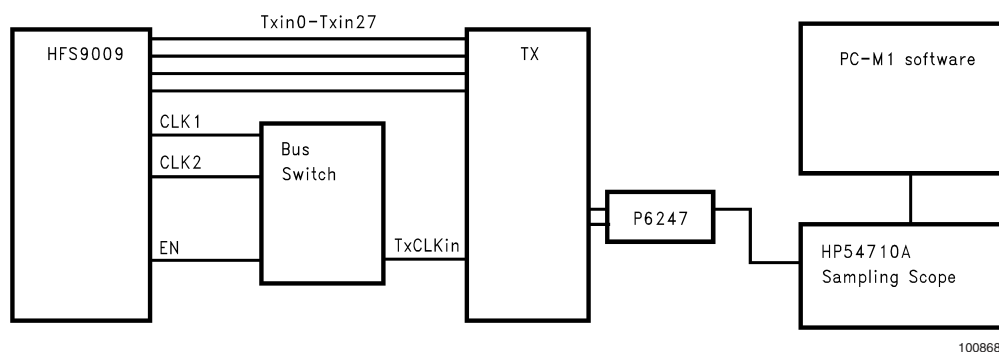 Txin0-Txin27
HFS9009
TX
PC-M1 software
CLK1
CLK2
Bus
Switch
P6247
EN
TxCLKin
HP54710A
Sampling Scope
100868